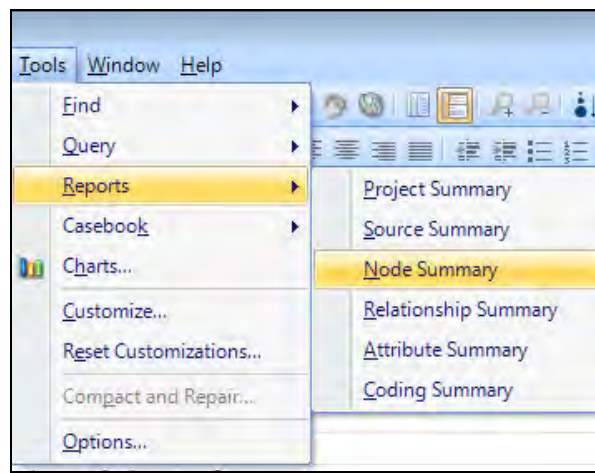 Tools Window Help
Find
Query
Reports
Casebook
Charts...
Customize...
Reset Customizations...
Compact and Repair...
Options...
Project Summary
Source Summary
Node Summary
Relationship Summary
Attribute Summary
Coding Summary